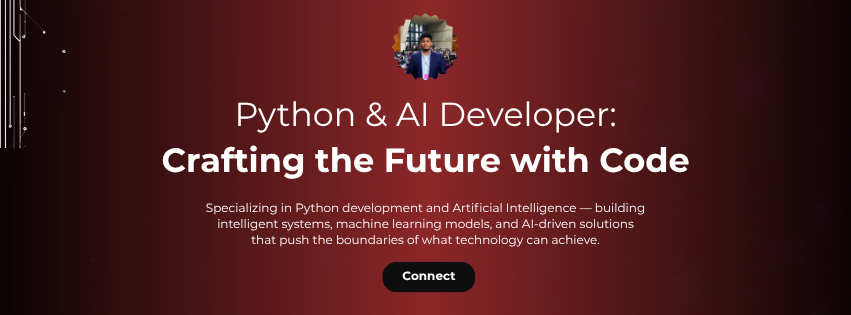 Python & AI Developer:
Crafting the Future with Code
Specializing in Python development and Artificial Intelligence — building
intelligent systems, machine learning models, and AI-driven solutions
that push the boundaries of what technology can achieve.
Connect